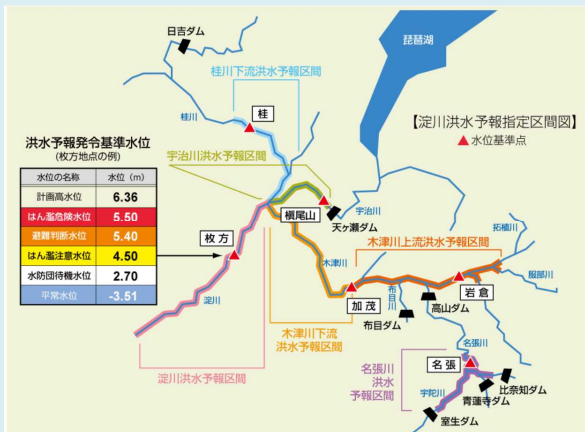 日吉ダム
琵琶湖
桂川下流洪水予報区間
桂川
桂
【淀川洪水予報指定区間図】
▲ 水位基準点
洪水予報発令基準水位
(枚方地点の例)
水位の名称 水位(m)
計画高水位 6.36
はん濫危険水位 5.50
避難判断水位 5.40
はん濫注意水位 4.50
水防団待機水位 2.70
平常水位 -3.51
宇治川洪水予報区間
宇治川
槇尾山
天ヶ瀬ダム
枚方
淀川
淀川洪水予報区間
木津川
木津川上流洪水予報区間
柘植川
服部川
岩倉
加茂
布目川
高山ダム
布目ダム
木津川下流
洪水予報区間
名張川
名張
名張川
洪水
予報区間
宇陀川
比奈知ダム
青蓮寺ダム
室生ダム